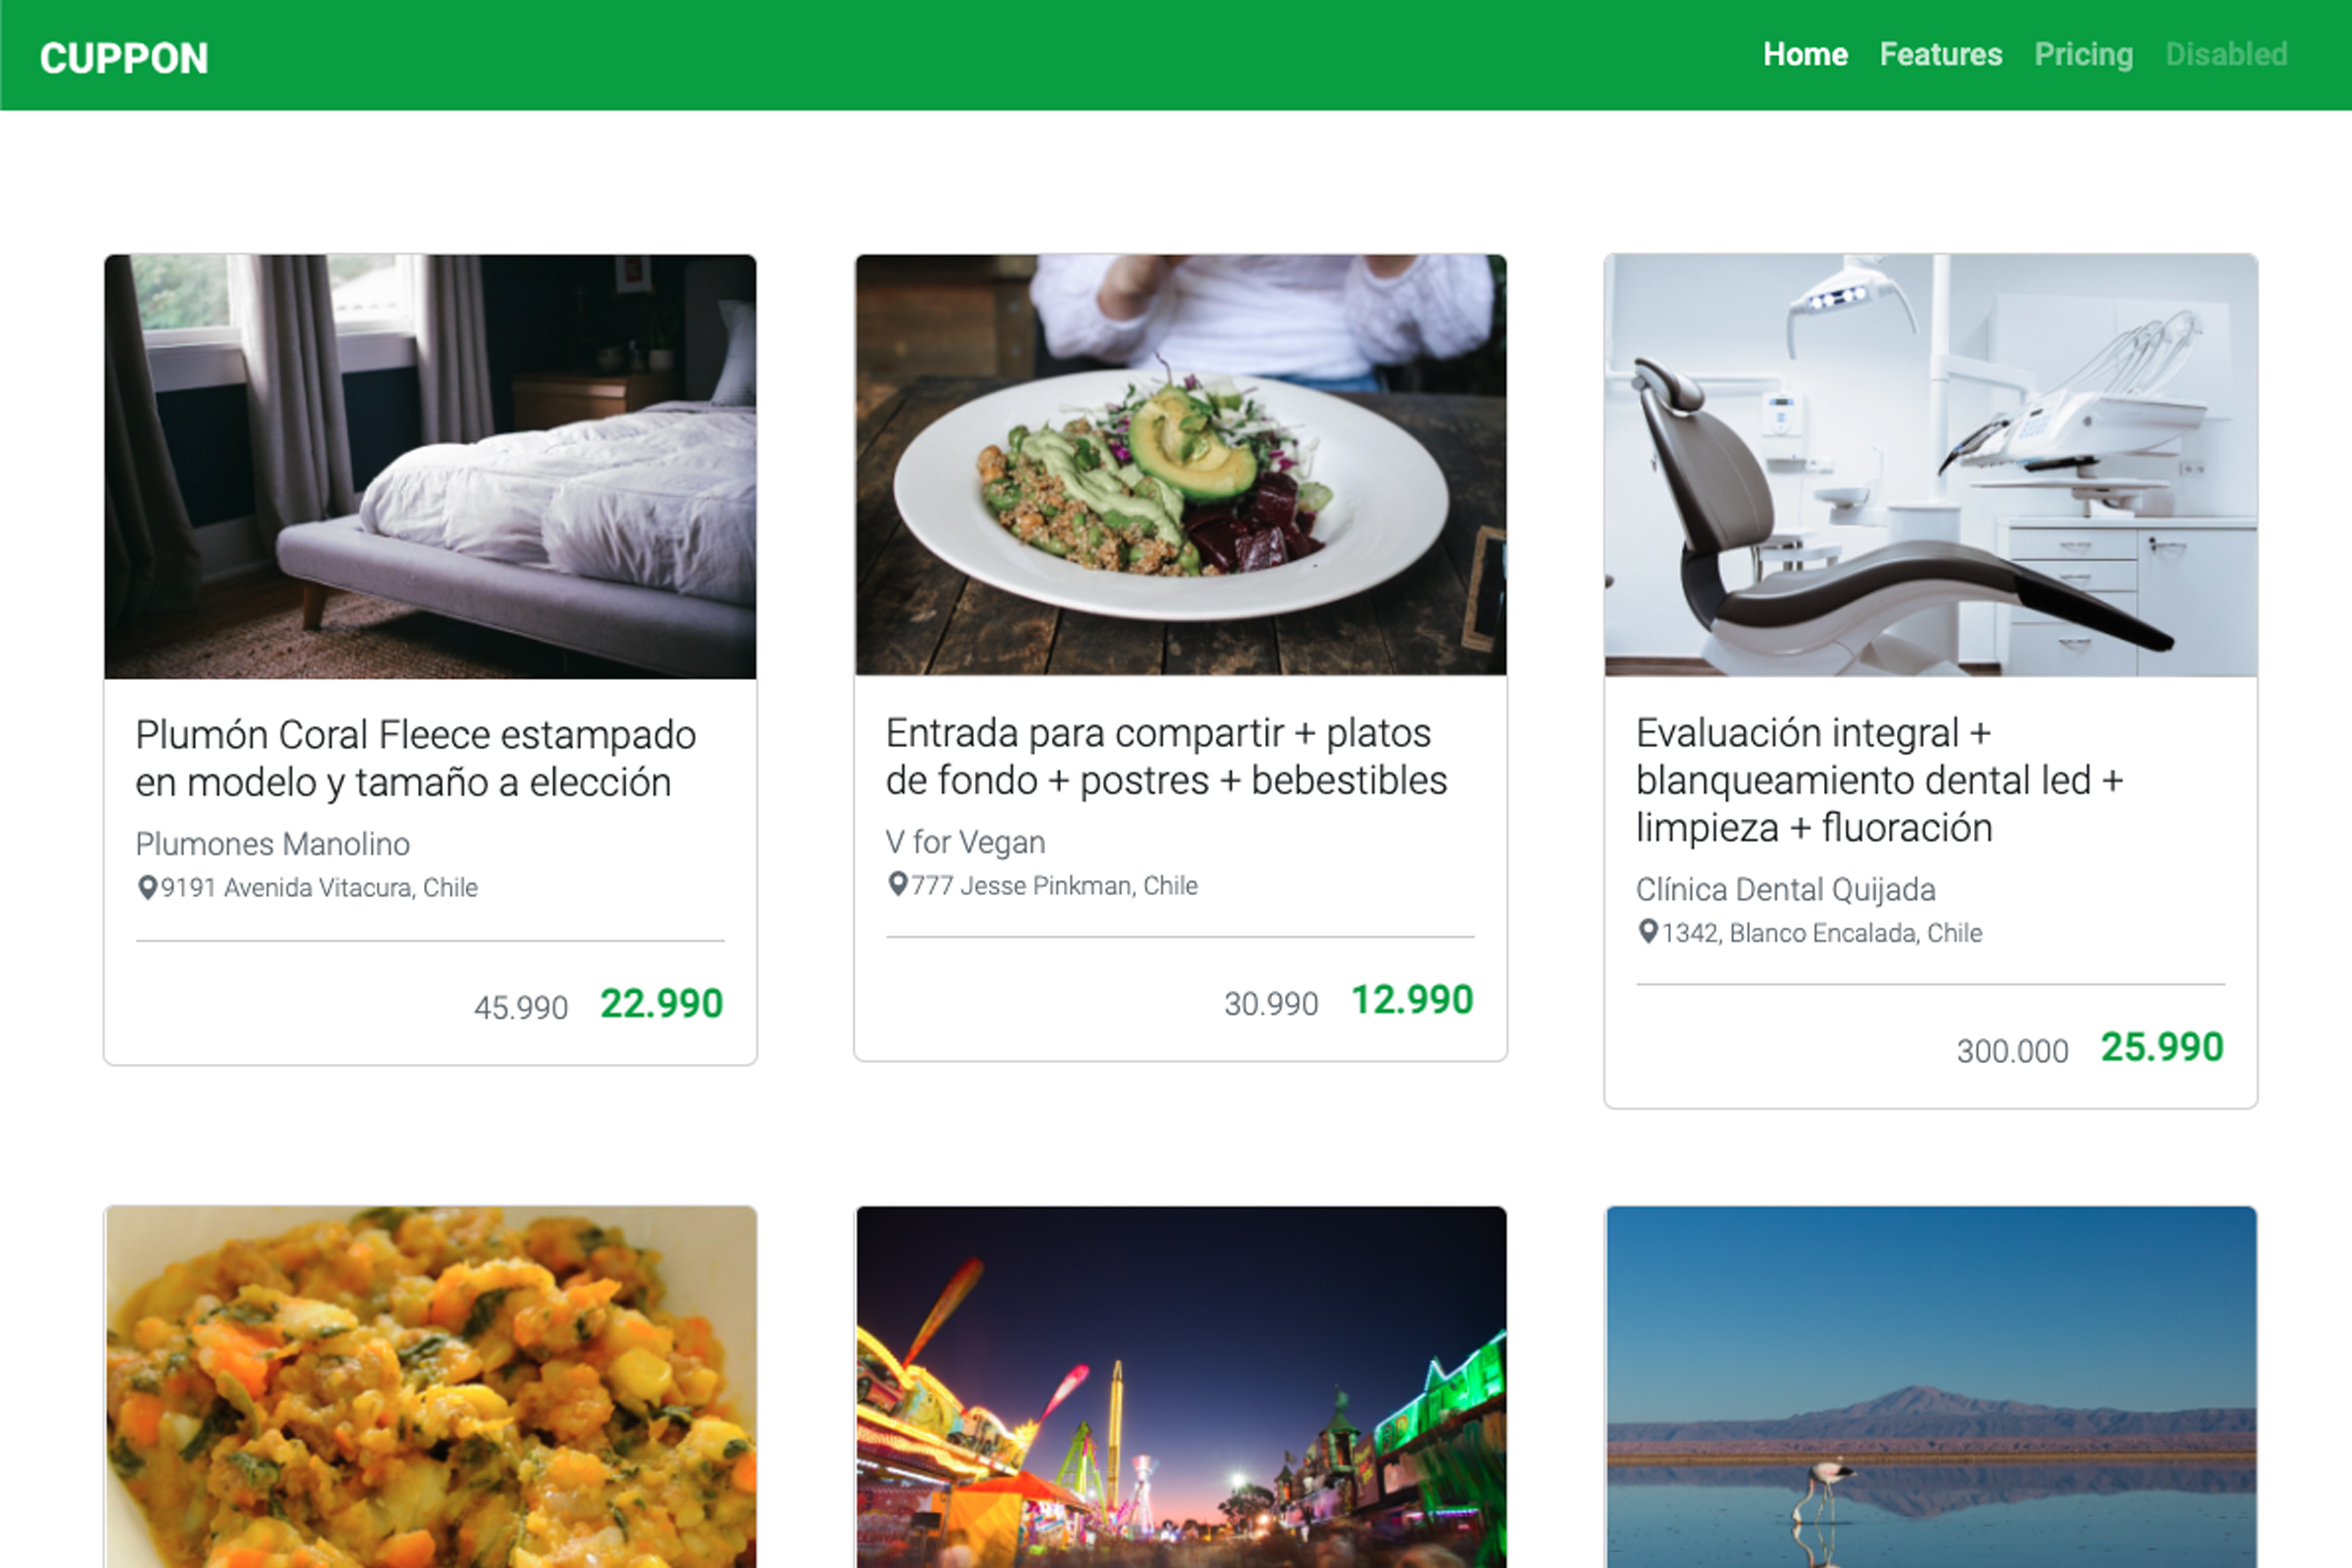 CUPPON
Home Features Pricing Disabled
Plumón Coral Fleece estampado
en modelo y tamaño a elección
Plumones Manolino
9191 Avenida Vitacura, Chile
45.990 22.990
Entrada para compartir + platos
de fondo + postres + bebestibles
V for Vegan
777 Jesse Pinkman, Chile
30.990 12.990
Evaluación integral +
blanqueamiento dental led +
limpieza + fluoración
Clínica Dental Quijada
1342, Blanco Encalada, Chile
300.000 25.990